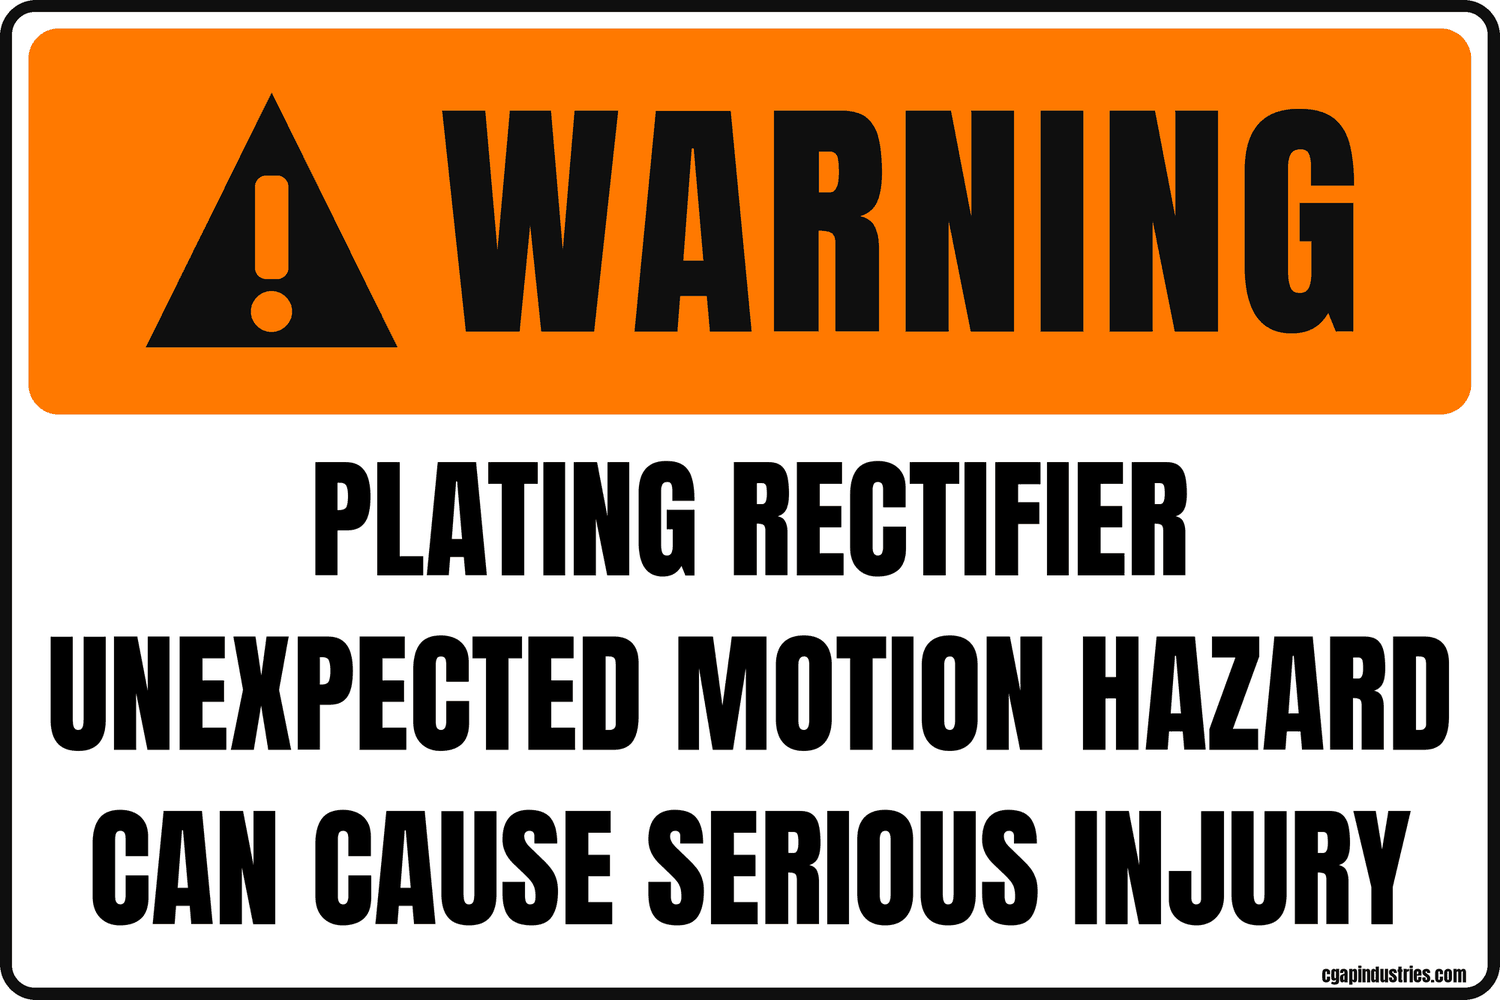 WARNING
PLATING RECTIFIER
UNEXPECTED MOTION HAZARD
CAN CAUSE SERIOUS INJURY
cgapindustries.com